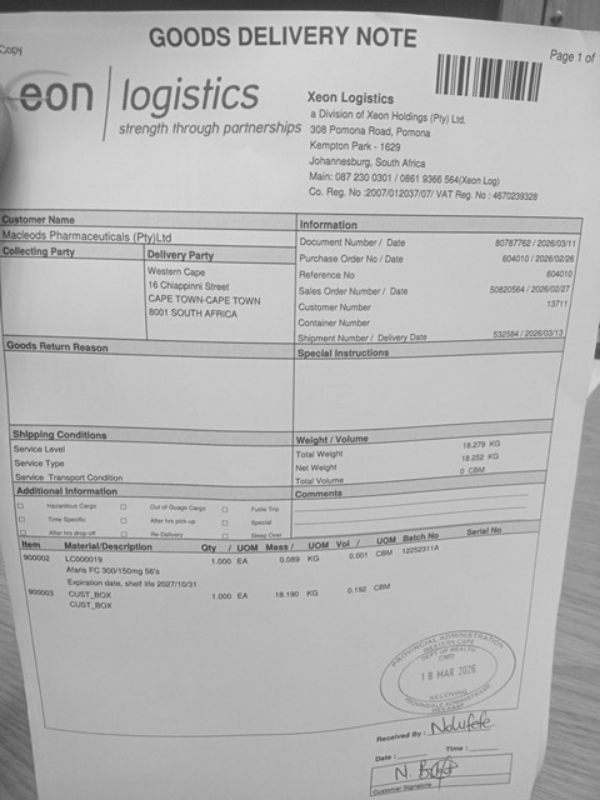 Copy
GOODS DELIVERY NOTE
Page 1 of
eon logistics
strength through partnerships
Xeon Logistics
a Division of Xeon Holdings (Pty) Ltd.
308 Pomona Road, Pomona
Kempton Park - 1629
Johannesburg, South Africa
Main: 087 230 0301 / 0861 9366 564(Xeon Log)
Co. Reg. No :2007/012037/07/ VAT Reg. No : 4670239328
Customer Name
Macleods Pharmaceuticals (Pty)Ltd
Collecting Party
Delivery Party
Western Cape
16 Chiappinni Street
CAPE TOWN-CAPE TOWN
8001 SOUTH AFRICA
Information
Document Number / Date 80787762 / 2026/03/11
Purchase Order No / Date 604010 / 2026/02/26
Reference No 604010
Sales Order Number / Date 50820564 / 2026/02/27
Customer Number 13711
Container Number
Shipment Number / Delivery Date 532584 / 2026/03/13
Goods Return Reason
Special Instructions
Shipping Conditions
Service Level
Service Type
Service Transport Condition
Weight / Volume
Total Weight 18.279 KG
Net Weight 18.252 KG
Total Volume 0 CBM
Additional Information
Hazardous Cargo Out of Guage Cargo Futile Trip
Time Specific After hrs pick-up Special
After hrs drop-off Re-Delivery Sleep Over
Comments
Item Material/Description Qty / UOM Mass / UOM Vol / UOM Batch No Serial No
900002 LC000019 1.000 EA 0.089 KG 0.001 CBM 12252311A
Afaris FC 300/150mg 56's
Expiration date, shelf life 2027/10/31
900003 CUST_BOX 1.000 EA 18.190 KG 0.192 CBM
CUST_BOX
PROVINCIAL ADMINISTRATION
WESTERN CAPE
DEPT OF HEALTH
CMD
18 MAR 2026
RECEIVING
PROVINSIALE ADMINISTRASIE
WES-KAAP
Received By : Nolufefe
Date : Time :
Customer Signature